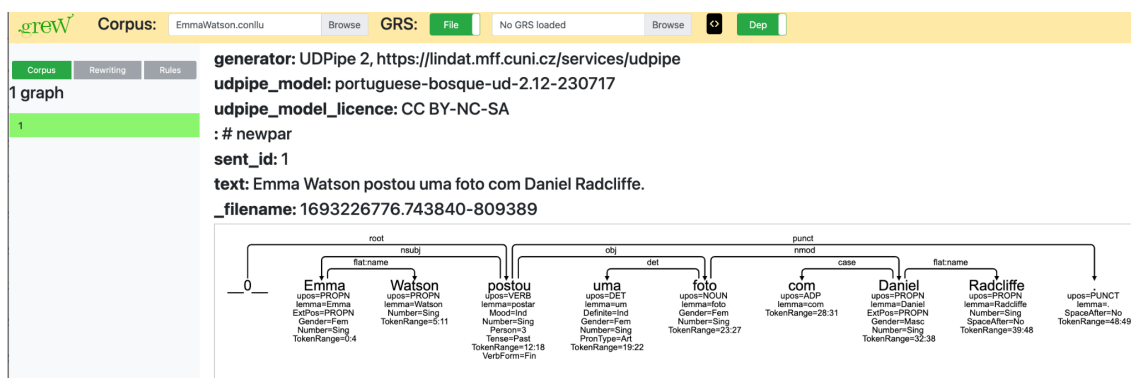 .grew Corpus: EmmaWatson.conllu Browse GRS: File No GRS loaded Browse <> Dep
Corpus Rewriting Rules
1 graph
1
generator: UDPipe 2, https://lindat.mff.cuni.cz/services/udpipe
udpipe_model: portuguese-bosque-ud-2.12-230717
udpipe_model_licence: CC BY-NC-SA
: # newpar
sent_id: 1
text: Emma Watson postou uma foto com Daniel Radcliffe.
_filename: 1693226776.743840-809389
root punct
nsubj obj nmod
flat:name det case flat:name
__0__ Emma Watson postou uma foto com Daniel Radcliffe .
upos=PROPN upos=PROPN upos=VERB upos=DET upos=NOUN upos=ADP upos=PROPN upos=PROPN upos=PUNCT
lemma=Emma lemma=Watson lemma=postar lemma=um lemma=foto lemma=com lemma=Daniel lemma=Radcliffe lemma=.
ExtPos=PROPN Number=Sing Mood=Ind Definite=Ind Gender=Fem TokenRange=28:31 ExtPos=PROPN Number=Sing SpaceAfter=No
Gender=Fem TokenRange=5:11 Number=Sing Gender=Fem Number=Sing Gender=Masc SpaceAfter=No TokenRange=48:49
Number=Sing Person=3 Number=Sing TokenRange=23:27 Number=Sing TokenRange=39:48
TokenRange=0:4 Tense=Past PronType=Art TokenRange=32:38
TokenRange=12:18 TokenRange=19:22
VerbForm=Fin